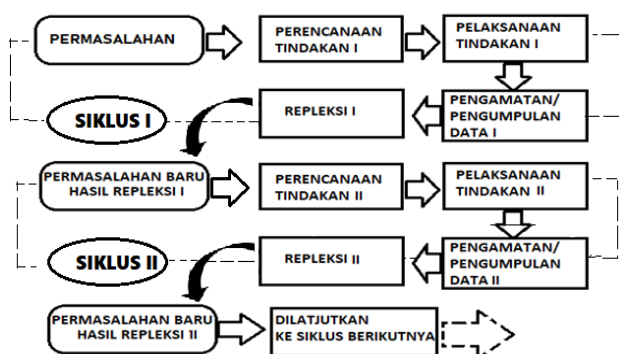 PERMASALAHAN
PERENCANAAN
TINDAKAN I
PELAKSANAAN
TINDAKAN I
SIKLUS I
REPLEKSI I
PENGAMATAN/
PENGUMPULAN
DATA I
PERMASALAHAN BARU
HASIL REPLEKSI I
PERENCANAAN
TINDAKAN II
PELAKSANAAN
TINDAKAN II
SIKLUS II
REPLEKSI II
PENGAMATAN/
PENGUMPULAN
DATA II
PERMASALAHAN BARU
HASIL REPLEKSI II
DILATJUTKAN
KE SIKLUS BERIKUTNYA